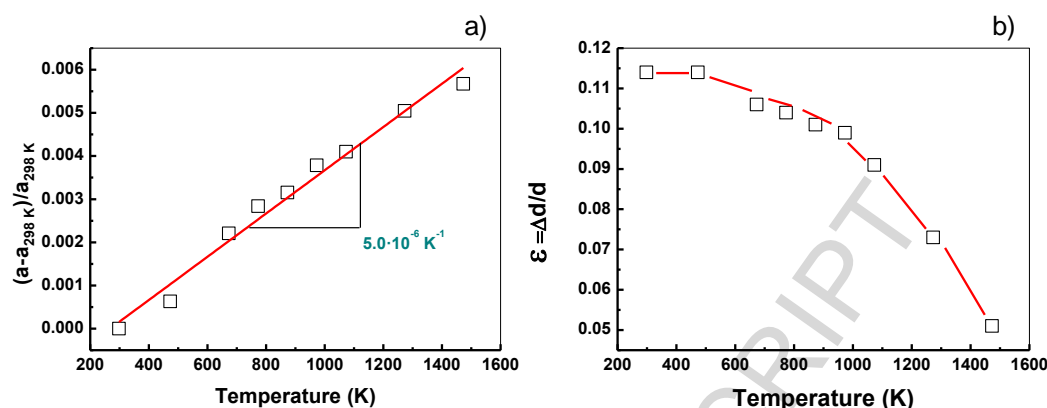 a)
0.006
0.005
0.004
0.003
0.002
0.001
0.000
(a-a298 K)/a298 K
5.0·10⁻⁶ K⁻¹
200 400 600 800 1000 1200 1400 1600
Temperature (K)
b)
0.12
0.11
0.10
0.09
0.08
0.07
0.06
0.05
ε =Δd/d
200 400 600 800 1000 1200 1400 1600
Temperature (K)
CRIPT